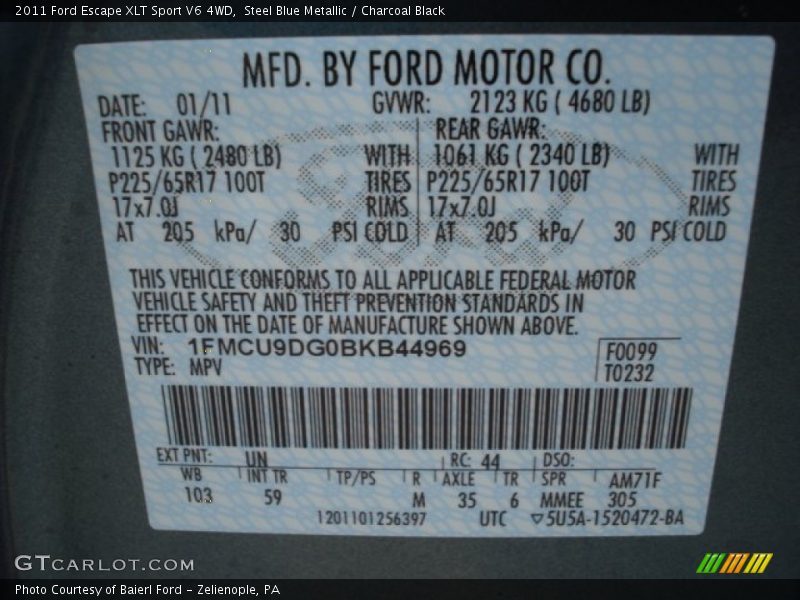 2011 Ford Escape XLT Sport V6 4WD, Steel Blue Metallic / Charcoal Black
MFD. BY FORD MOTOR CO.
DATE: 01/11 GVWR: 2123 KG ( 4680 LB)
FRONT GAWR: REAR GAWR:
1125 KG ( 2480 LB) WITH 1061 KG ( 2340 LB) WITH
P225/65R17 100T TIRES P225/65R17 100T TIRES
17x7.0J RIMS 17x7.0J RIMS
AT 205 kPa/ 30 PSI COLD AT 205 kPa/ 30 PSI COLD
THIS VEHICLE CONFORMS TO ALL APPLICABLE FEDERAL MOTOR
VEHICLE SAFETY AND THEFT PREVENTION STANDARDS IN
EFFECT ON THE DATE OF MANUFACTURE SHOWN ABOVE.
VIN: 1FMCU9DG0BKB44969 F0099
TYPE: MPV T0232
EXT PNT: UN RC: 44 DSO:
WB INT TR TP/PS R AXLE TR SPR AM71F
103 59 M 35 6 MMEE 305
1201101256397 UTC ▽5U5A-1520472-BA
GTCARLOT.COM
Photo Courtesy of Baierl Ford – Zelienople, PA